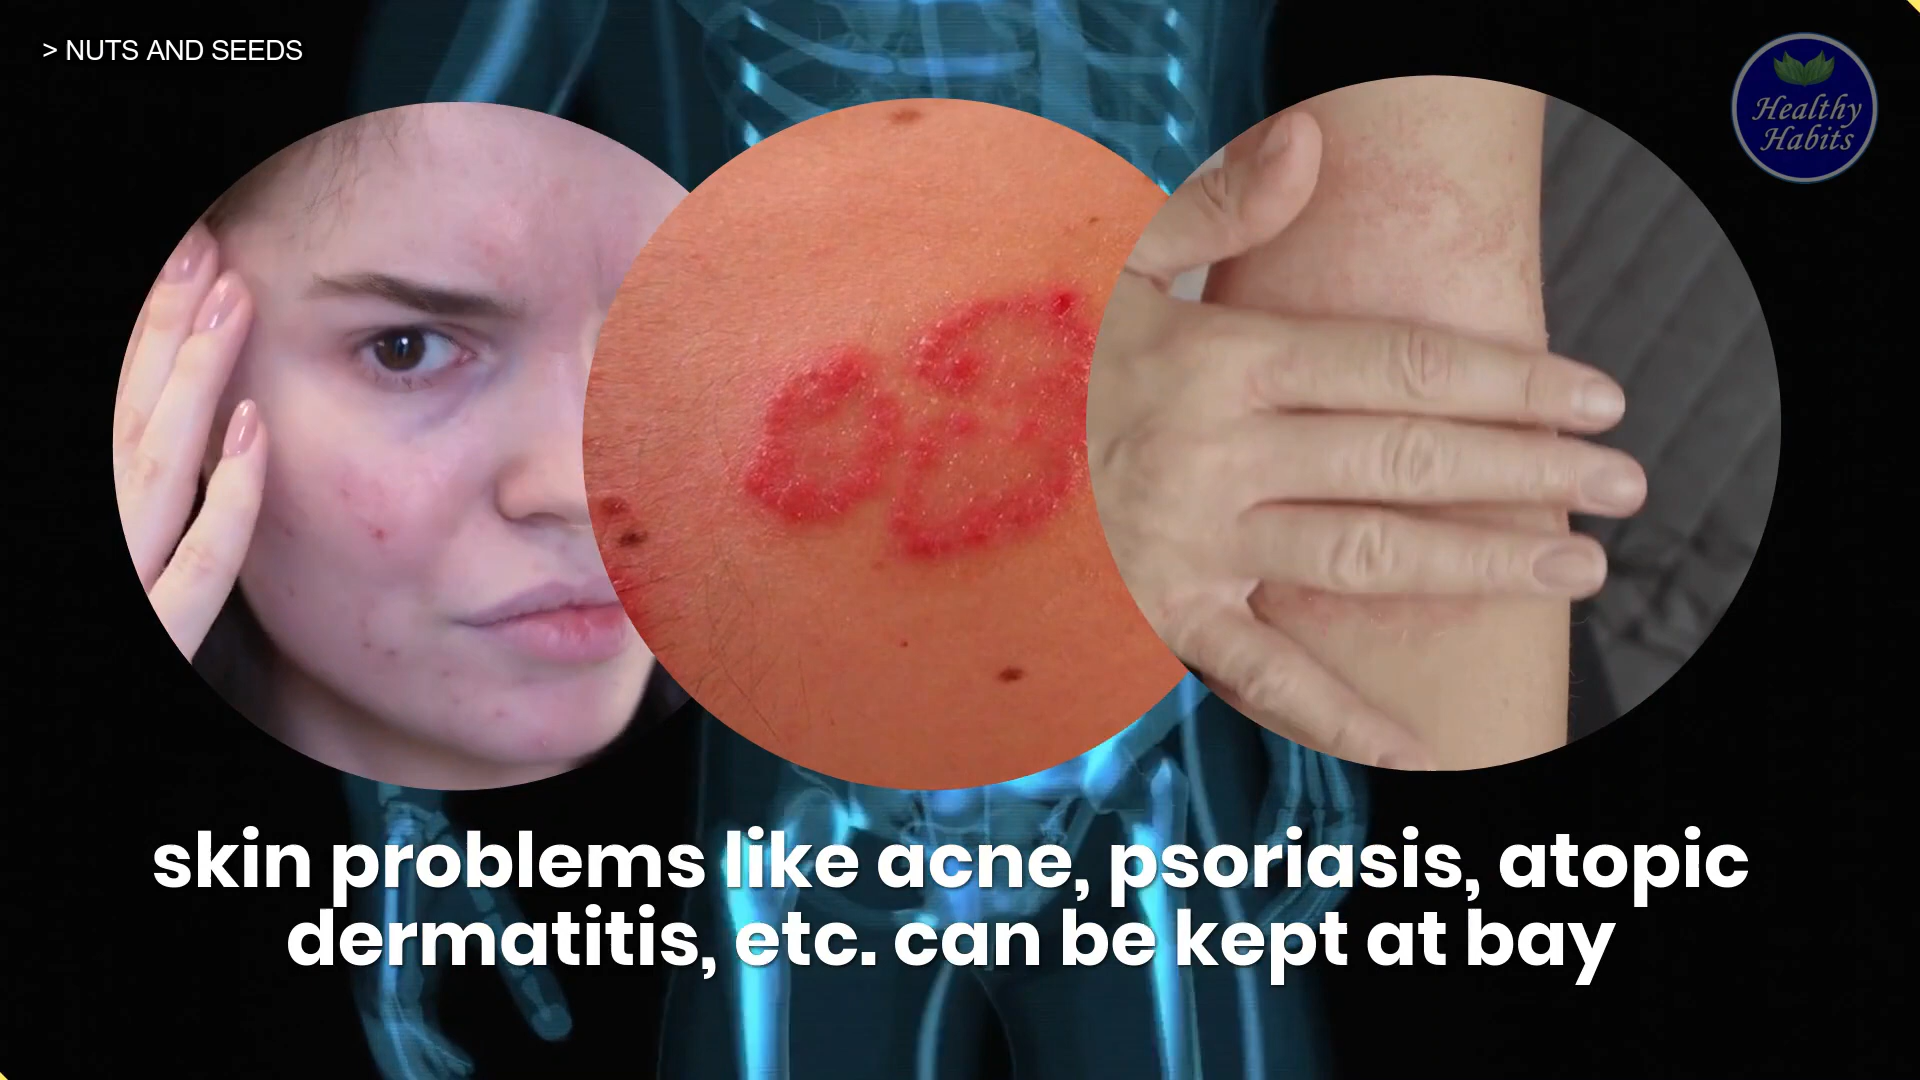 > NUTS AND SEEDS
Healthy
Habits
skin problems like acne, psoriasis, atopic
dermatitis, etc. can be kept at bay